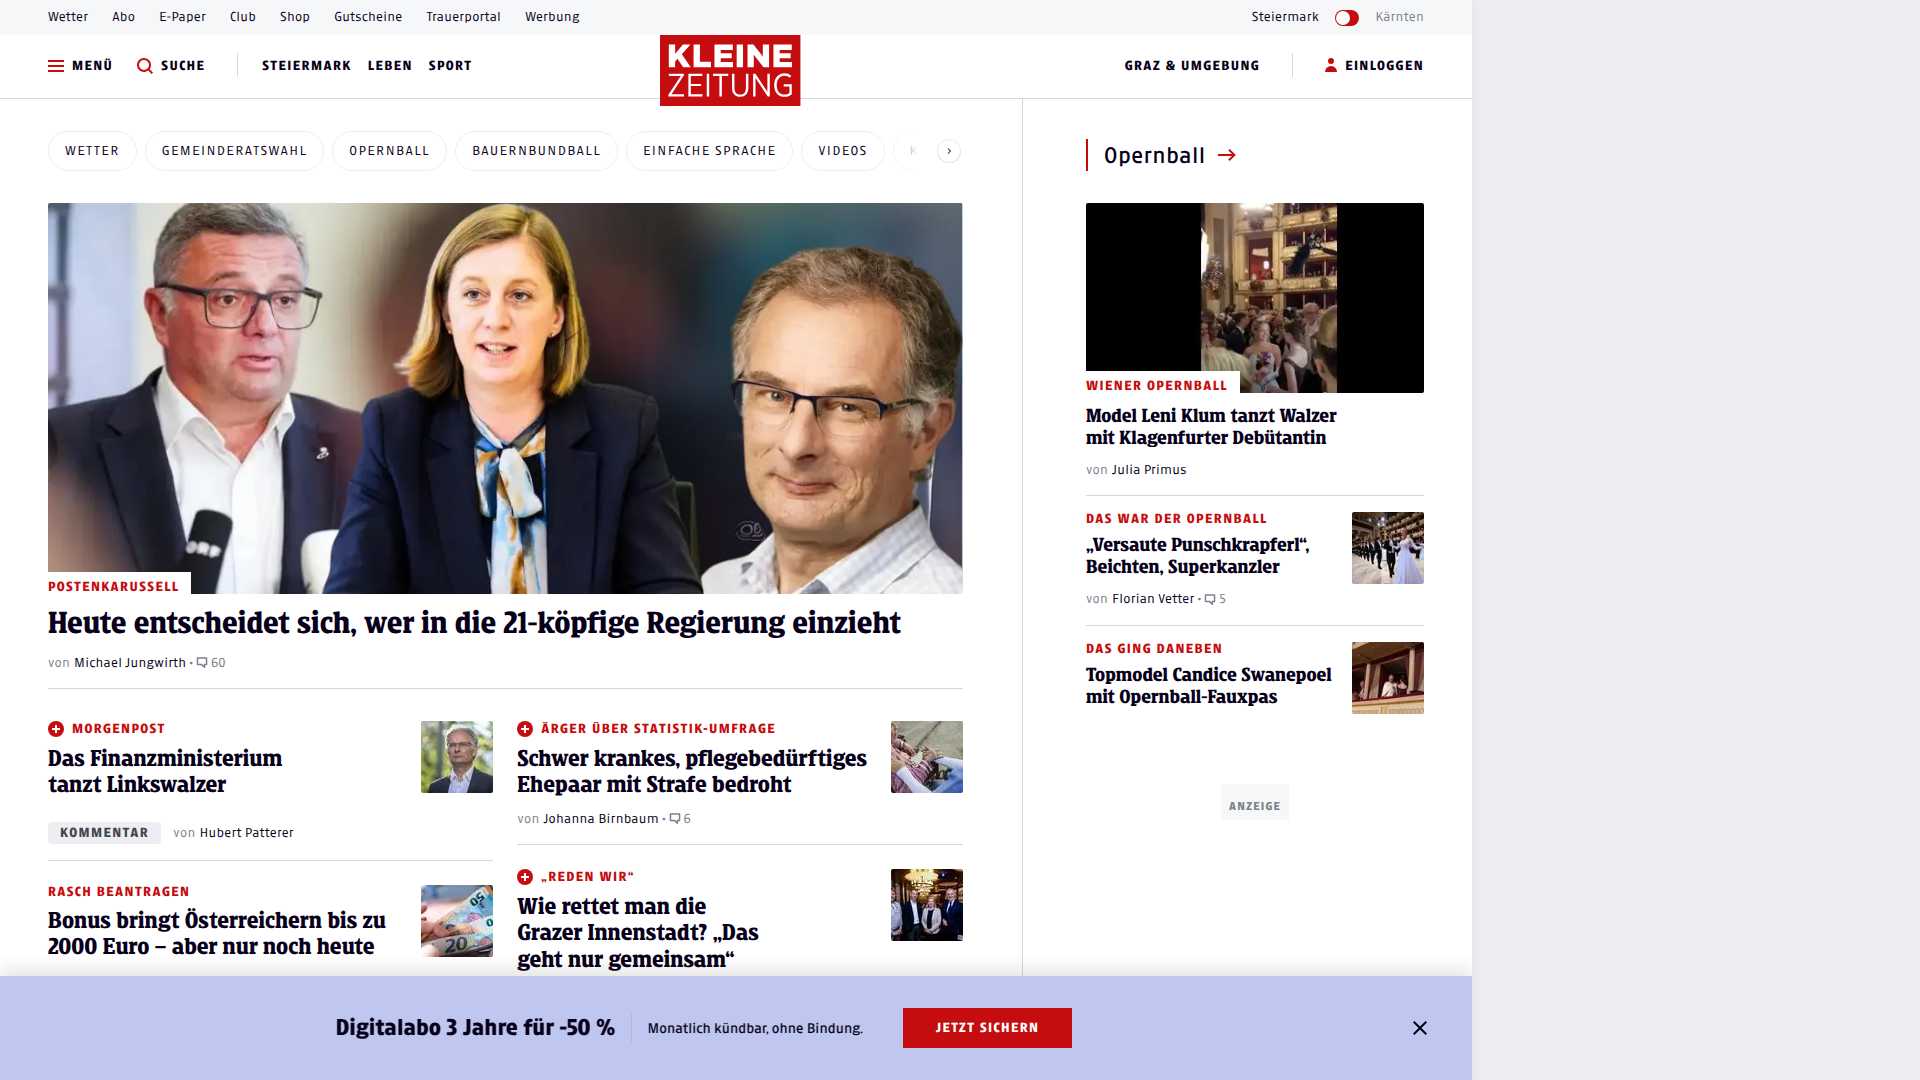 Wetter Abo E-Paper Club Shop Gutscheine Trauerportal Werbung Steiermark Kärnten
MENÜ SUCHE STEIERMARK LEBEN SPORT KLEINE ZEITUNG GRAZ & UMGEBUNG EINLOGGEN
WETTER GEMEINDERATSWAHL OPERNBALL BAUERNBUNDBALL EINFACHE SPRACHE VIDEOS K
ORF
POSTENKARUSSELL
Heute entscheidet sich, wer in die 21-köpfige Regierung einzieht
von Michael Jungwirth • 60
MORGENPOST
Das Finanzministerium
tanzt Linkswalzer
KOMMENTAR von Hubert Patterer
RASCH BEANTRAGEN
Bonus bringt Österreichern bis zu
2000 Euro – aber nur noch heute
ÄRGER ÜBER STATISTIK-UMFRAGE
Schwer krankes, pflegebedürftiges
Ehepaar mit Strafe bedroht
von Johanna Birnbaum • 6
„REDEN WIR“
Wie rettet man die
Grazer Innenstadt? „Das
geht nur gemeinsam“
Opernball
WIENER OPERNBALL
Model Leni Klum tanzt Walzer
mit Klagenfurter Debütantin
von Julia Primus
DAS WAR DER OPERNBALL
„Versaute Punschkrapferl“,
Beichten, Superkanzler
von Florian Vetter • 5
DAS GING DANEBEN
Topmodel Candice Swanepoel
mit Opernball-Fauxpas
ANZEIGE
Digitalabo 3 Jahre für -50 % Monatlich kündbar, ohne Bindung. JETZT SICHERN